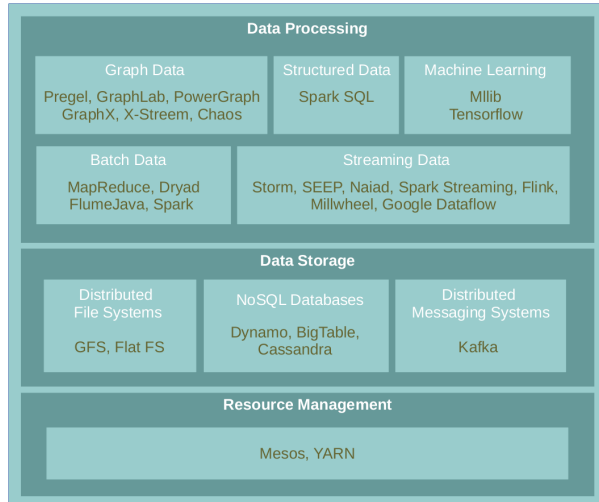 Data Processing
Graph Data
Pregel, GraphLab, PowerGraph
GraphX, X-Streem, Chaos
Structured Data
Spark SQL
Machine Learning
Mllib
Tensorflow
Batch Data
MapReduce, Dryad
FlumeJava, Spark
Streaming Data
Storm, SEEP, Naiad, Spark Streaming, Flink,
Millwheel, Google Dataflow
Data Storage
Distributed
File Systems
GFS, Flat FS
NoSQL Databases
Dynamo, BigTable,
Cassandra
Distributed
Messaging Systems
Kafka
Resource Management
Mesos, YARN